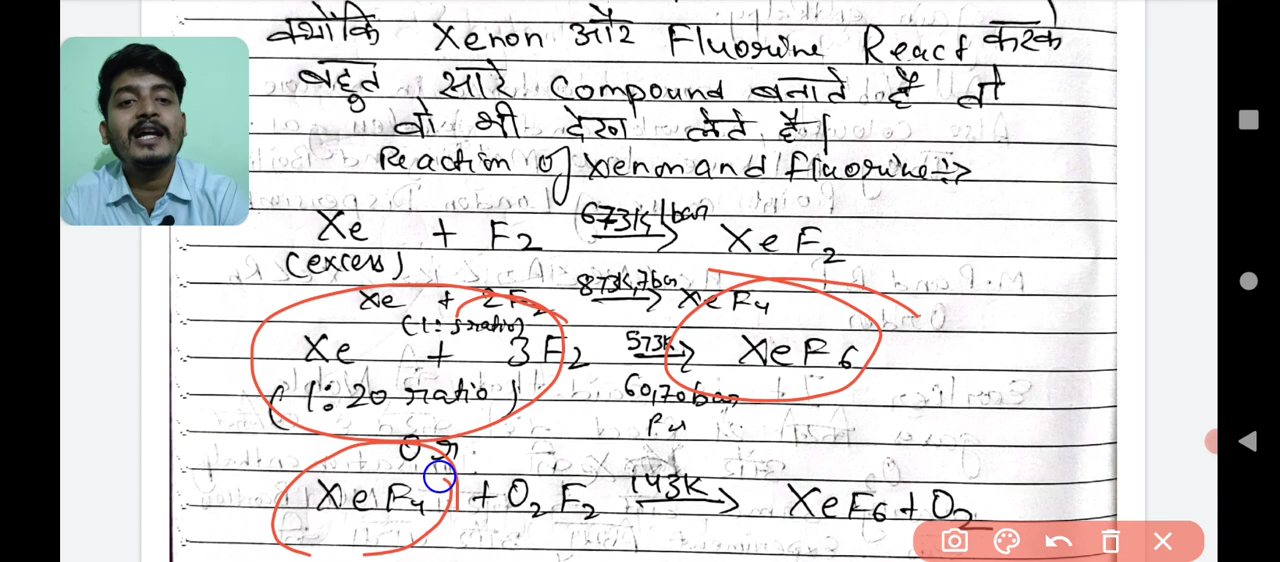 क्योंकि Xenon और Fluorine React करके
बहुत सारे Compound बनाते हैं तो
वो भी देख लेते हैं।
Reaction of xenon and fluorine ÷>
Xe + F2 673K, 1bar → XeF2
(excess)
Xe + 2F2 873K, 7bar → XeF4
(1:5 ratio)
Xe + 3F2 573K → XeF6
(1:20 ratio) 60,70bar
Or
XeF4 + O2F2 143K → XeF6 + O2